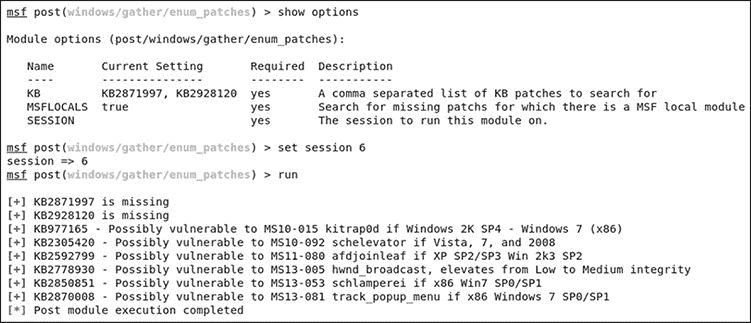 msf post(windows/gather/enum_patches) > show options
Module options (post/windows/gather/enum_patches):
Name Current Setting Required Description
---- --------------- -------- -----------
KB KB2871997, KB2928120 yes A comma separated list of KB patches to search for
MSFLOCALS true yes Search for missing patchs for which there is a MSF local module
SESSION yes The session to run this module on.
msf post(windows/gather/enum_patches) > set session 6
session => 6
msf post(windows/gather/enum_patches) > run
[+] KB2871997 is missing
[+] KB2928120 is missing
[+] KB977165 - Possibly vulnerable to MS10-015 kitrap0d if Windows 2K SP4 - Windows 7 (x86)
[+] KB2305420 - Possibly vulnerable to MS10-092 schelevator if Vista, 7, and 2008
[+] KB2592799 - Possibly vulnerable to MS11-080 afdjoinleaf if XP SP2/SP3 Win 2k3 SP2
[+] KB2778930 - Possibly vulnerable to MS13-005 hwnd_broadcast, elevates from Low to Medium integrity
[+] KB2850851 - Possibly vulnerable to MS13-053 schlamperei if x86 Win7 SP0/SP1
[+] KB2870008 - Possibly vulnerable to MS13-081 track_popup_menu if x86 Windows 7 SP0/SP1
[*] Post module execution completed